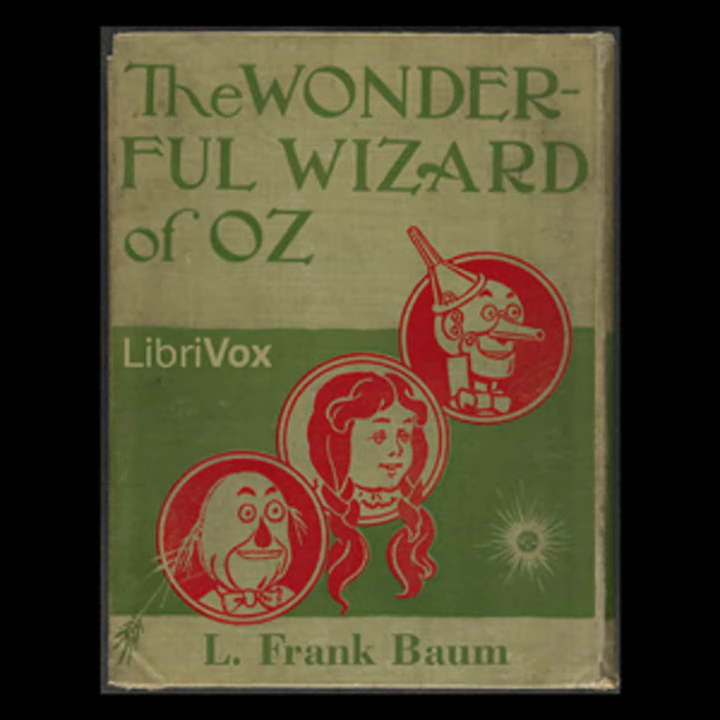 The WONDER-
FUL WIZARD
of OZ
LibriVox
L. Frank Baum